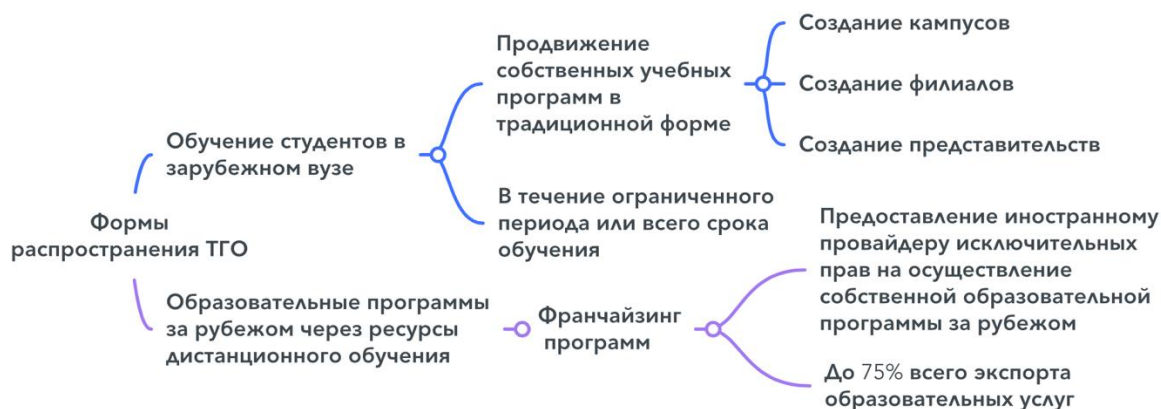 Формы
распространения ТГО
Обучение студентов в
зарубежном вузе
Продвижение
собственных учебных
программ в
традиционной форме
Создание кампусов
Создание филиалов
Создание представительств
В течение ограниченного
периода или всего срока
обучения
Образовательные программы
за рубежом через ресурсы
дистанционного обучения
Франчайзинг
программ
Предоставление иностранному
провайдеру исключительных
прав на осуществление
собственной образовательной
программы за рубежом
До 75% всего экспорта
образовательных услуг